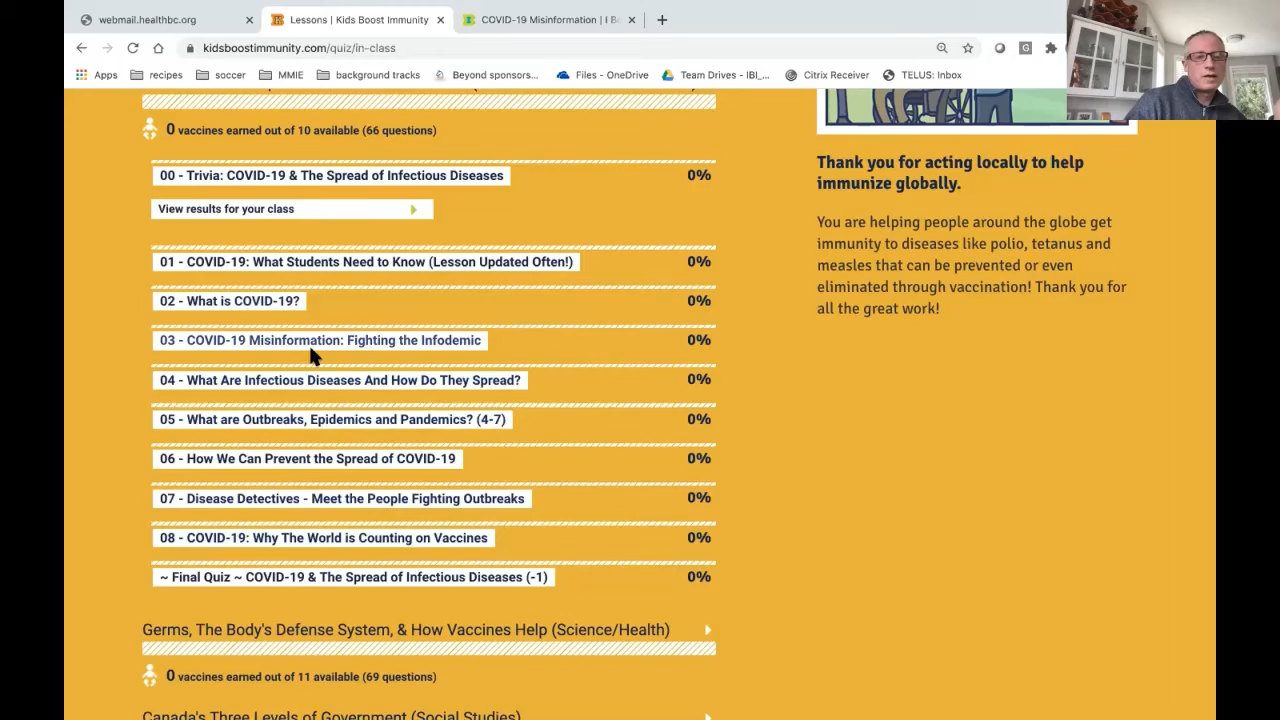 webmail.healthbc.org
Lessons | Kids Boost Immunity
COVID-19 Misinformation | I B
kidsboostimmunity.com/quiz/in-class
Apps
recipes
soccer
MMIE
background tracks
Beyond sponsors...
Files - OneDrive
Team Drives - IBI_...
Citrix Receiver
TELUS: Inbox
0 vaccines earned out of 10 available (66 questions)
00 - Trivia: COVID-19 & The Spread of Infectious Diseases 0%
View results for your class
01 - COVID-19: What Students Need to Know (Lesson Updated Often!) 0%
02 - What is COVID-19? 0%
03 - COVID-19 Misinformation: Fighting the Infodemic 0%
04 - What Are Infectious Diseases And How Do They Spread? 0%
05 - What are Outbreaks, Epidemics and Pandemics? (4-7) 0%
06 - How We Can Prevent the Spread of COVID-19 0%
07 - Disease Detectives - Meet the People Fighting Outbreaks 0%
08 - COVID-19: Why The World is Counting on Vaccines 0%
~ Final Quiz ~ COVID-19 & The Spread of Infectious Diseases (-1) 0%
Germs, The Body's Defense System, & How Vaccines Help (Science/Health)
0 vaccines earned out of 11 available (69 questions)
Canada's Three Levels of Government (Social Studies)
Thank you for acting locally to help
immunize globally.
You are helping people around the globe get
immunity to diseases like polio, tetanus and
measles that can be prevented or even
eliminated through vaccination! Thank you for
all the great work!